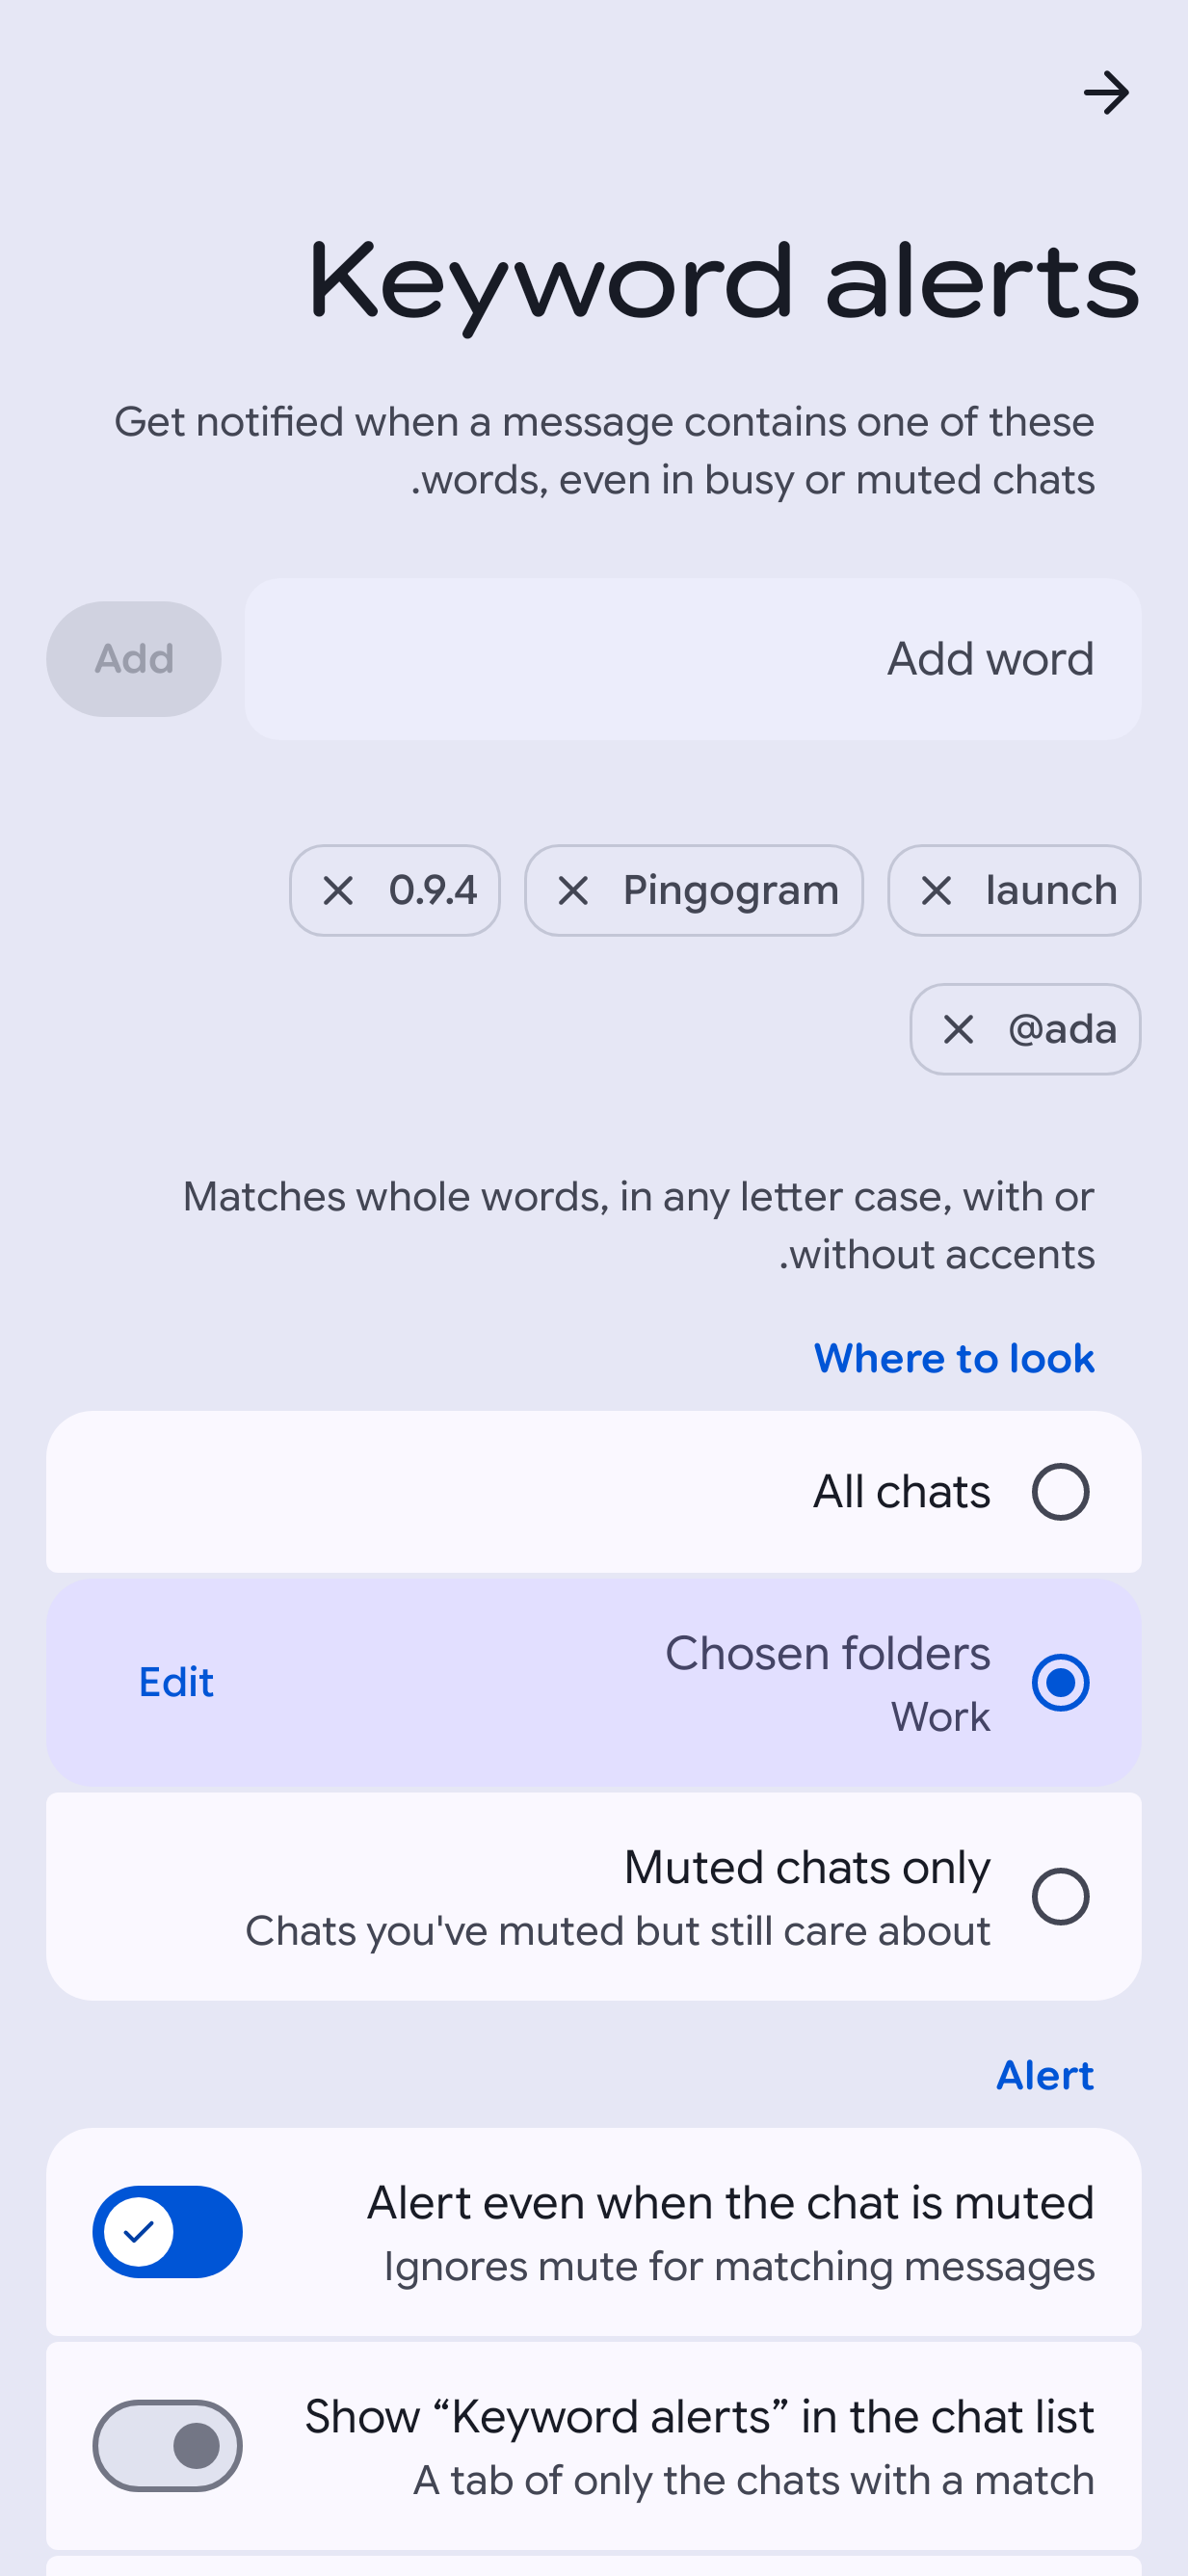 Keyword alerts
Get notified when a message contains one of these
.words, even in busy or muted chats
Add word
Add
launch
Pingogram
0.9.4
@ada
Matches whole words, in any letter case, with or
.without accents
Where to look
All chats
Chosen folders
Work
Edit
Muted chats only
Chats you've muted but still care about
Alert
Alert even when the chat is muted
Ignores mute for matching messages
Show “Keyword alerts” in the chat list
A tab of only the chats with a match